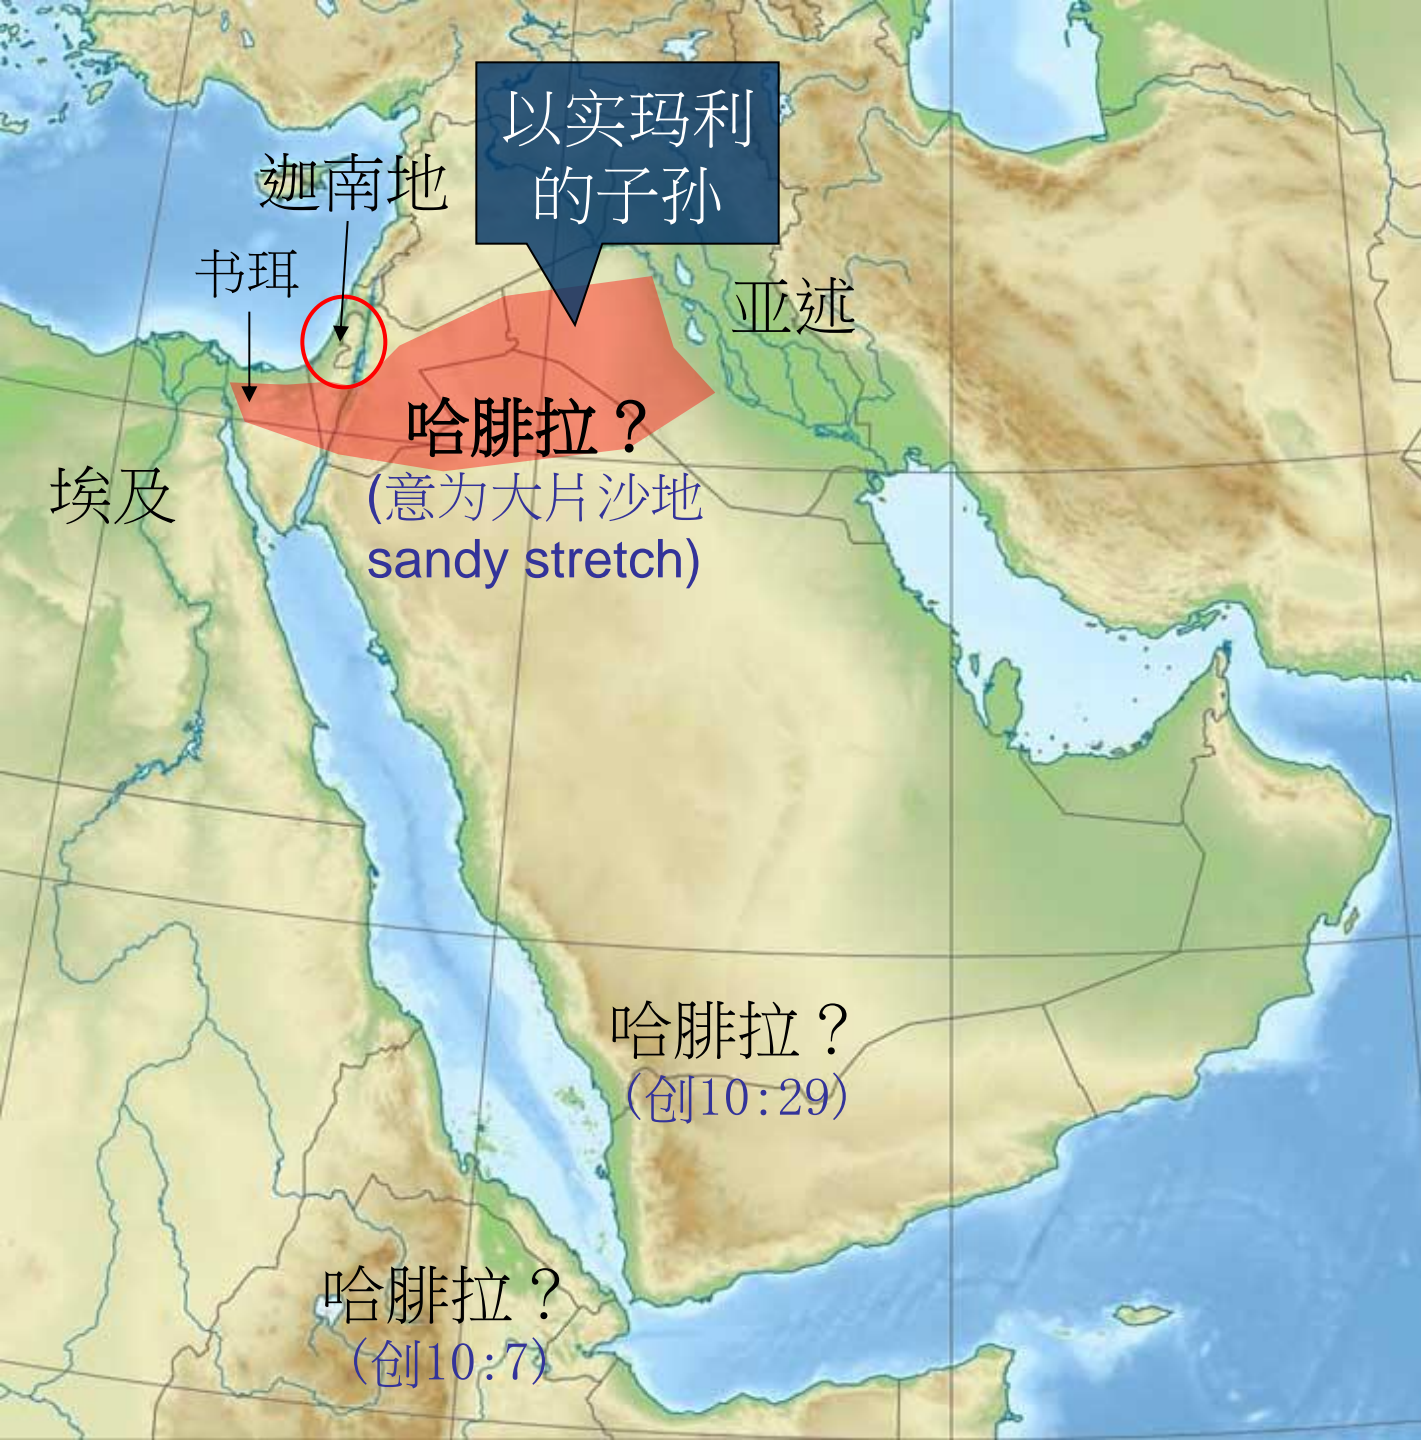 以实玛利
的子孙
迦南地
书珥
亚述
哈腓拉？
(意为大片沙地
sandy stretch)
埃及
哈腓拉？
(创10:29)
哈腓拉？
(创10:7)